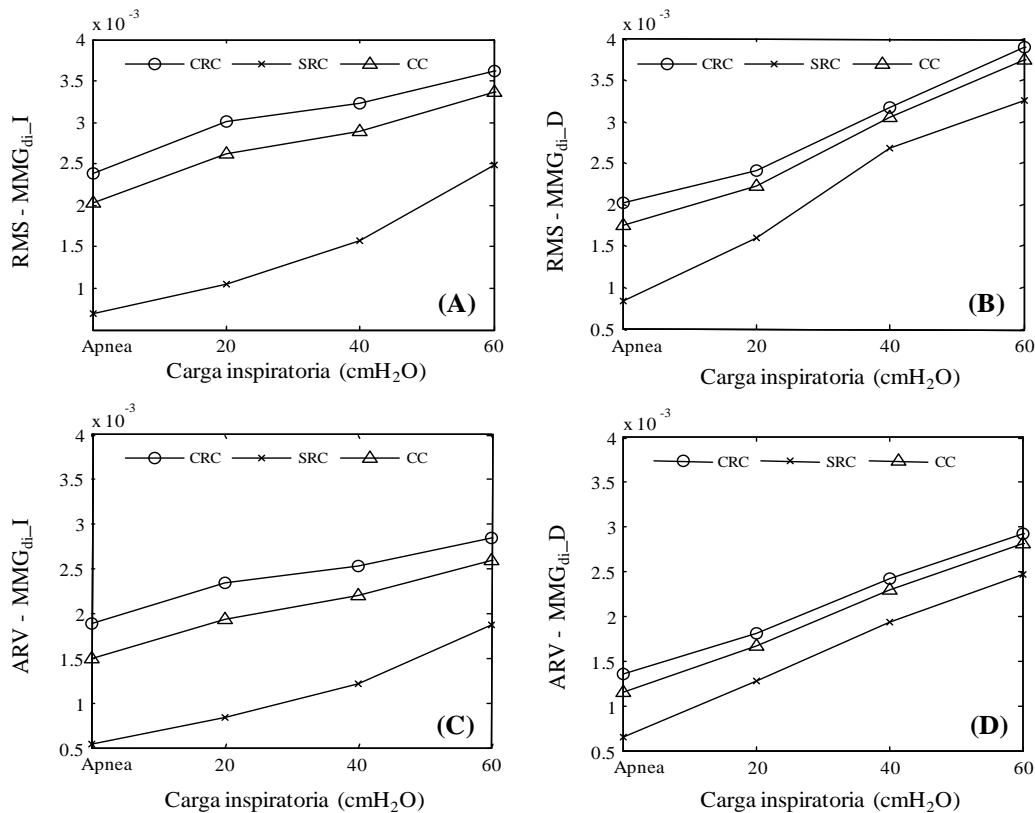 x 10⁻³
4
3.5
3
2.5
2
1.5
1
CRC SRC CC
RMS - MMG_di_I
(A)
Apnea 20 40 60
Carga inspiratoria (cmH₂O)
x 10⁻³
4
3.5
3
2.5
2
1.5
1
0.5
CRC SRC CC
RMS - MMG_di_D
(B)
Apnea 20 40 60
Carga inspiratoria (cmH₂O)
x 10⁻³
4
3.5
3
2.5
2
1.5
1
0.5
CRC SRC CC
ARV - MMG_di_I
(C)
Apnea 20 40 60
Carga inspiratoria (cmH₂O)
x 10⁻³
4
3.5
3
2.5
2
1.5
1
0.5
CRC SRC CC
ARV - MMG_di_D
(D)
Apnea 20 40 60
Carga inspiratoria (cmH₂O)